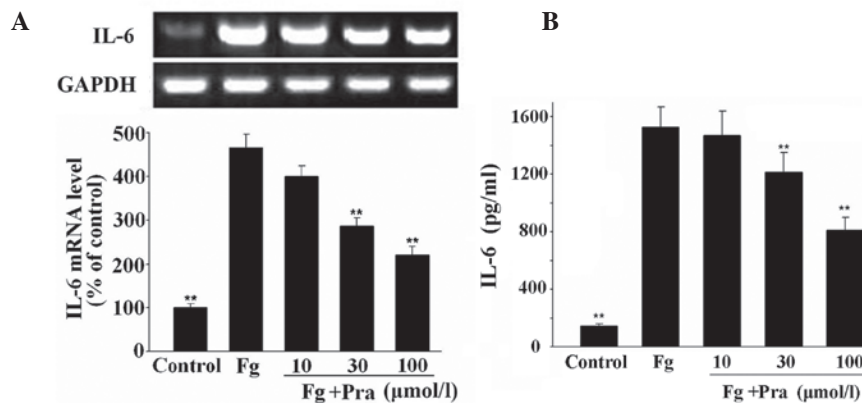 A
IL-6
GAPDH
IL-6 mRNA level
(% of control)
500
400
300
200
100
0
**
**
**
Control Fg 10 30 100
Fg +Pra (μmol/l)
B
IL-6 (pg/ml)
1600
1200
800
400
0
**
**
**
Control Fg 10 30 100
Fg +Pra (μmol/l)